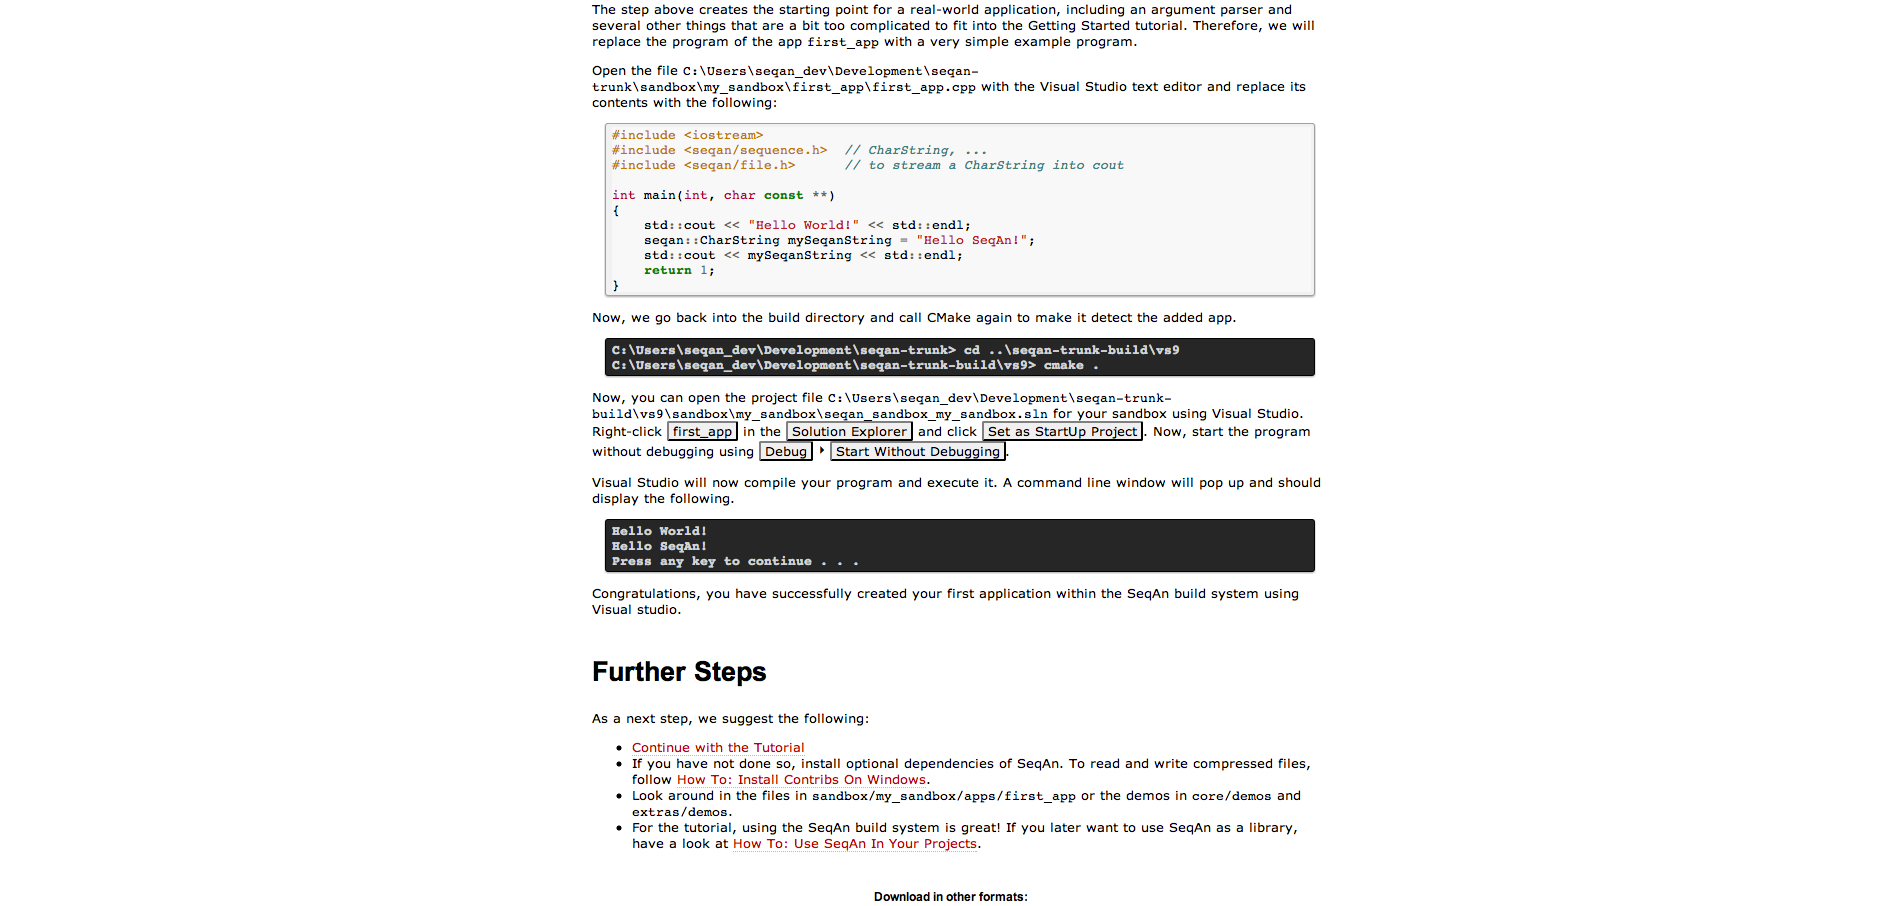 The step above creates the starting point for a real-world application, including an argument parser and
several other things that are a bit too complicated to fit into the Getting Started tutorial. Therefore, we will
replace the program of the app first_app with a very simple example program.
Open the file C:\Users\seqan_dev\Development\seqan-
trunk\sandbox\my_sandbox\first_app\first_app.cpp with the Visual Studio text editor and replace its
contents with the following:
#include <iostream>
#include <seqan/sequence.h>  // CharString, ...
#include <seqan/file.h>      // to stream a CharString into cout
int main(int, char const **)
{
    std::cout << "Hello World!" << std::endl;
    seqan::CharString mySeqanString = "Hello SeqAn!";
    std::cout << mySeqanString << std::endl;
    return 1;
}
Now, we go back into the build directory and call CMake again to make it detect the added app.
C:\Users\seqan_dev\Development\seqan-trunk> cd ..\seqan-trunk-build\vs9
C:\Users\seqan_dev\Development\seqan-trunk-build\vs9> cmake .
Now, you can open the project file C:\Users\seqan_dev\Development\seqan-trunk-
build\vs9\sandbox\my_sandbox\seqan_sandbox_my_sandbox.sln for your sandbox using Visual Studio.
Right-click first_app in the Solution Explorer and click Set as StartUp Project. Now, start the program
without debugging using Debug ‣ Start Without Debugging.
Visual Studio will now compile your program and execute it. A command line window will pop up and should
display the following.
Hello World!
Hello SeqAn!
Press any key to continue . . .
Congratulations, you have successfully created your first application within the SeqAn build system using
Visual studio.
Further Steps
As a next step, we suggest the following:
• Continue with the Tutorial
• If you have not done so, install optional dependencies of SeqAn. To read and write compressed files,
follow How To: Install Contribs On Windows.
• Look around in the files in sandbox/my_sandbox/apps/first_app or the demos in core/demos and
extras/demos.
• For the tutorial, using the SeqAn build system is great! If you later want to use SeqAn as a library,
have a look at How To: Use SeqAn In Your Projects.
Download in other formats: